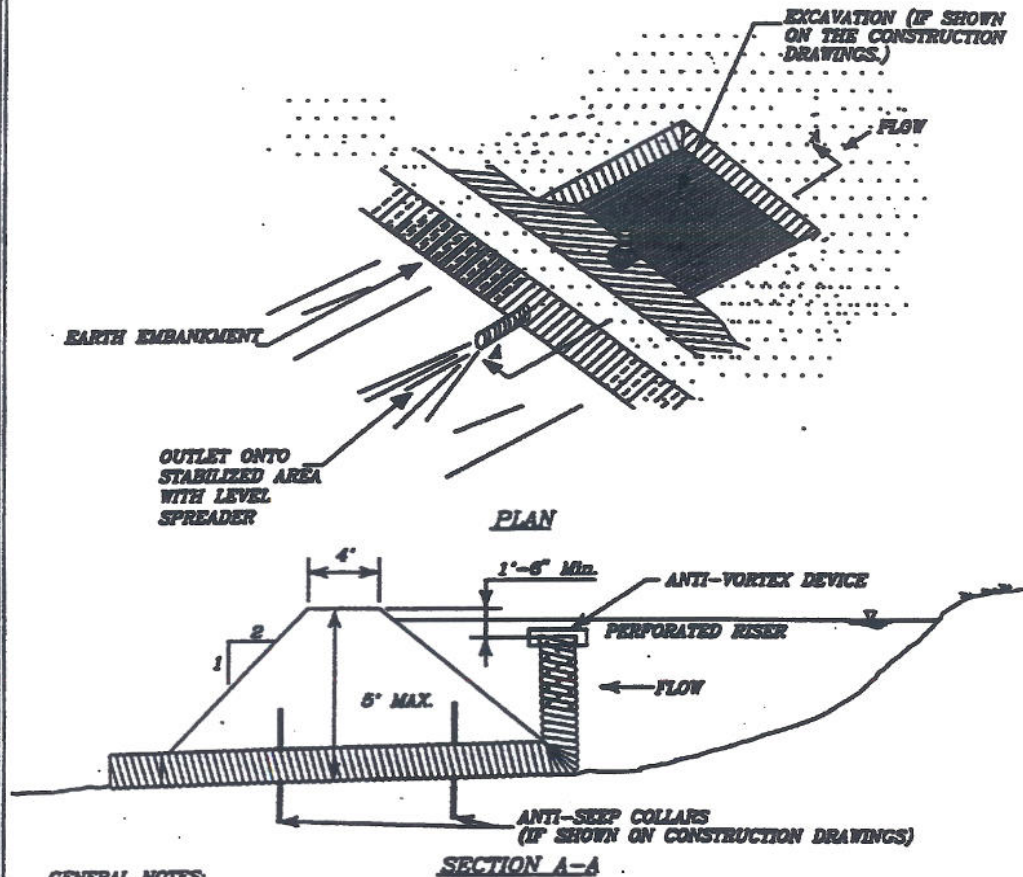 EXCAVATION (IF SHOWN
ON THE CONSTRUCTION
DRAWINGS.)
A
FLOW
EARTH EMBANKMENT
A
OUTLET ONTO
STABILIZED AREA
WITH LEVEL
SPREADER
PLAN
4'
1'-6" Min.
ANTI-VORTEX DEVICE
PERFORATED RISER
2
1
5' MAX.
FLOW
ANTI-SEEP COLLARS
(IF SHOWN ON CONSTRUCTION DRAWINGS)
SECTION A-A
GENERAL NOTES: